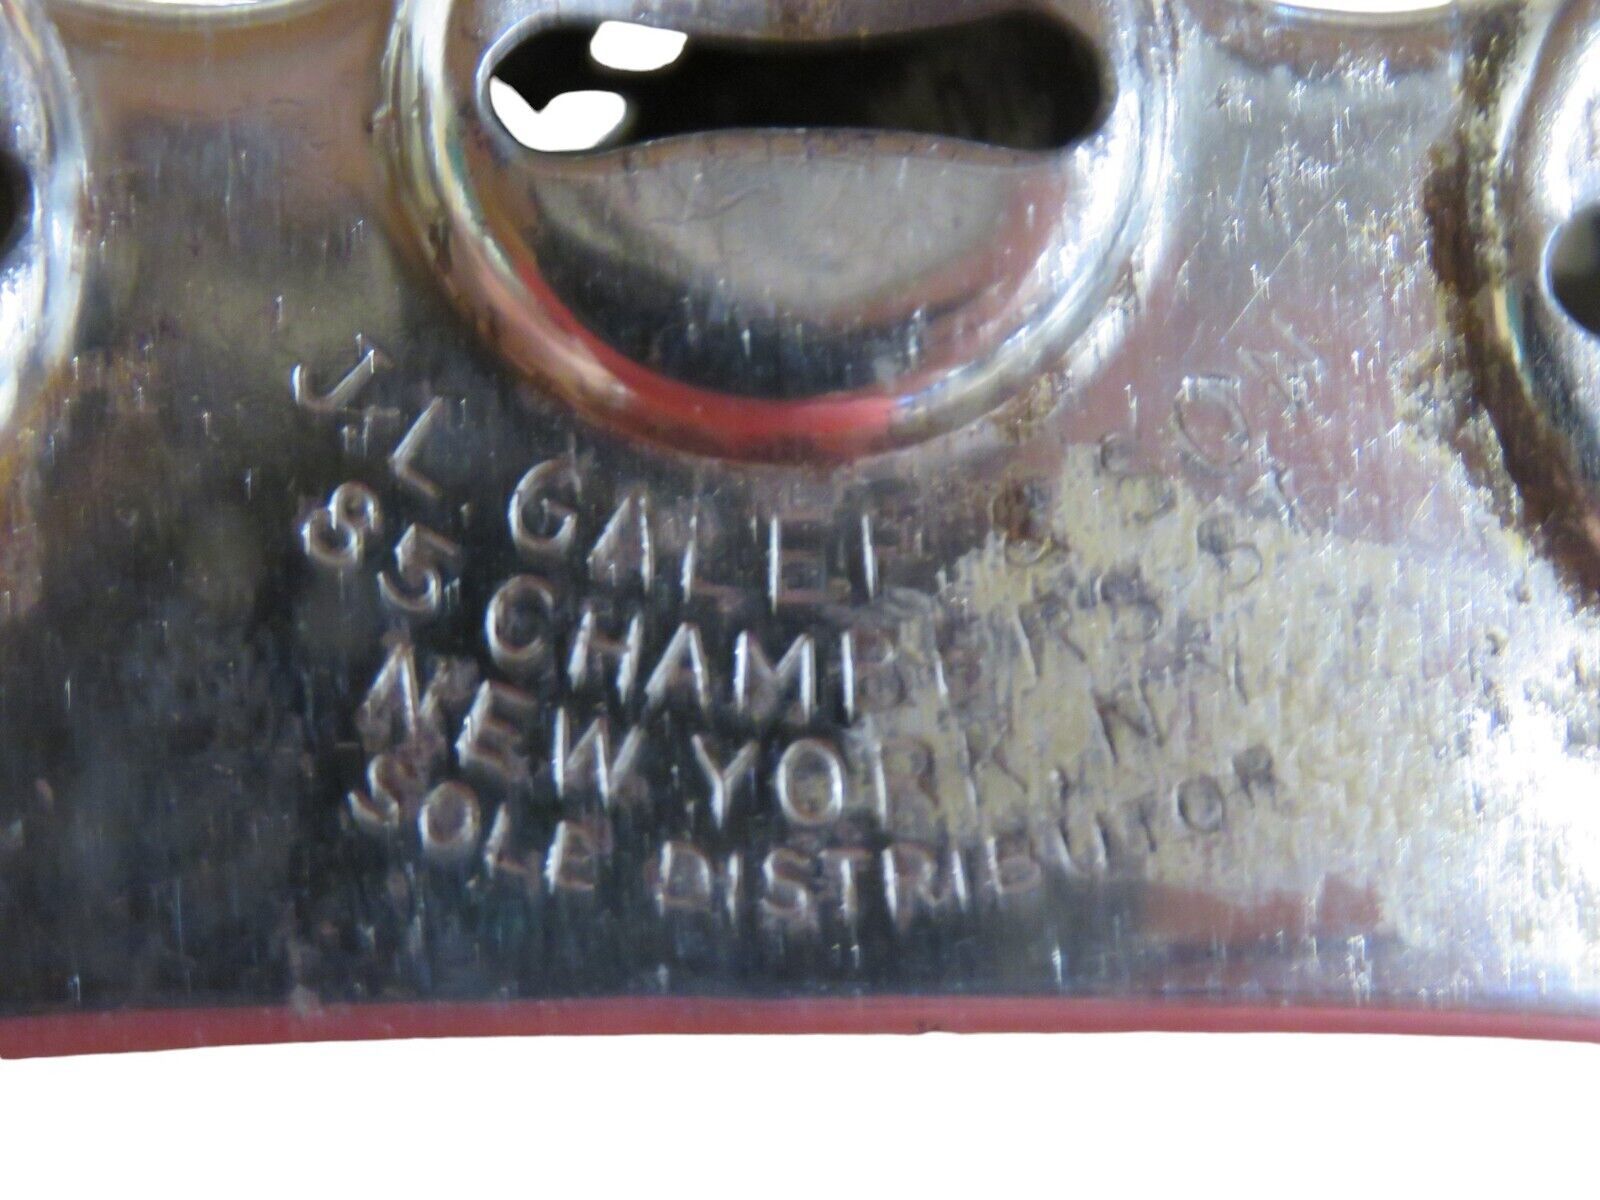 J. L. GALEF & SON
85 CHAMBERS ST
NEW YORK N Y
SOLE DISTRIBUTOR